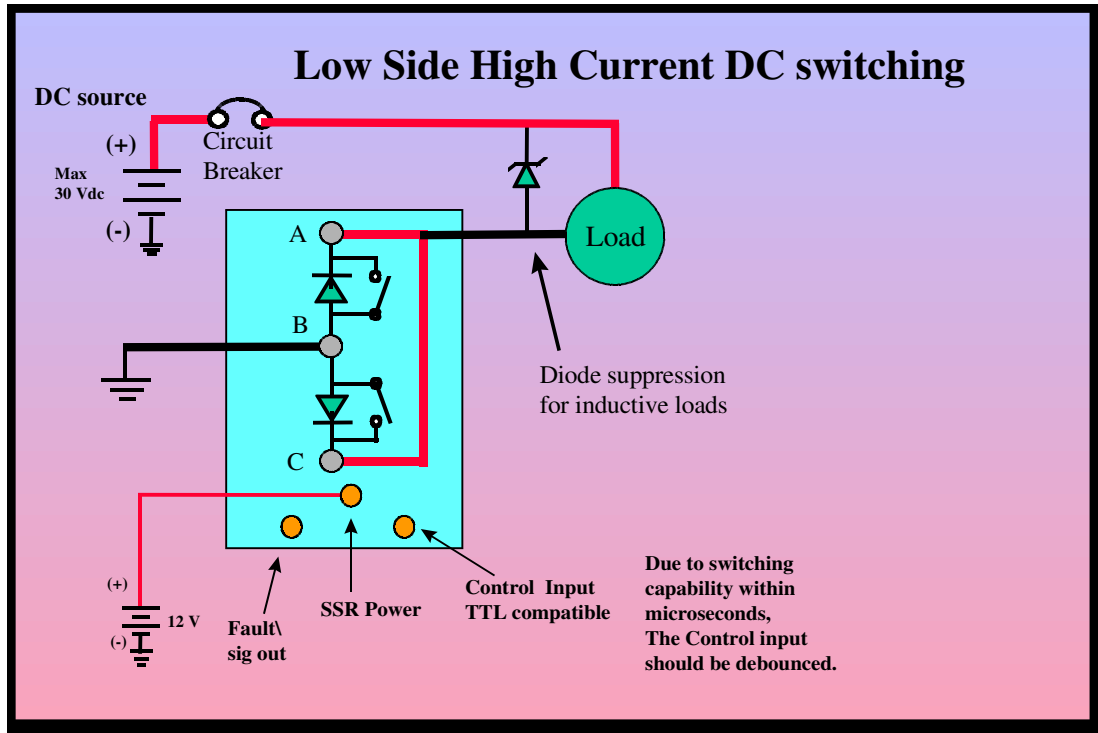 Low Side High Current DC switching
DC source
(+)
Circuit
Breaker
Max
30 Vdc
(-)
A
Load
B
Diode suppression
for inductive loads
C
(+)
12 V
(-)
Fault\
sig out
SSR Power
Control Input
TTL compatible
Due to switching
capability within
microseconds,
The Control input
should be debounced.